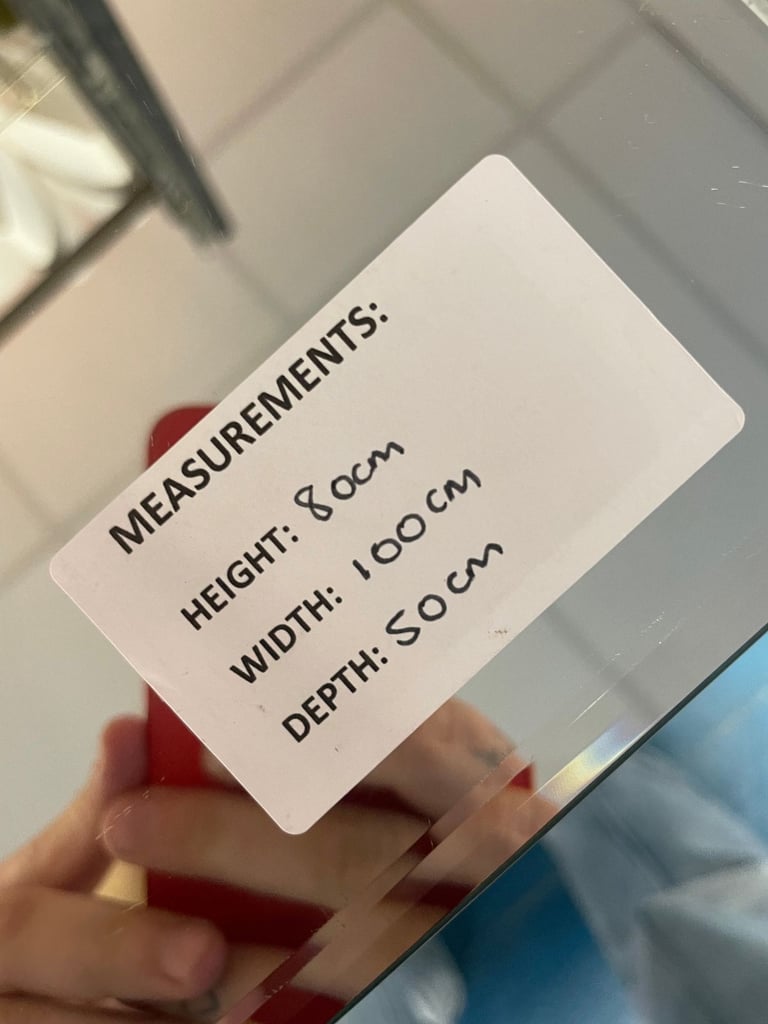 MEASUREMENTS:
HEIGHT: 80cm
WIDTH: 100cm
DEPTH: 50cm